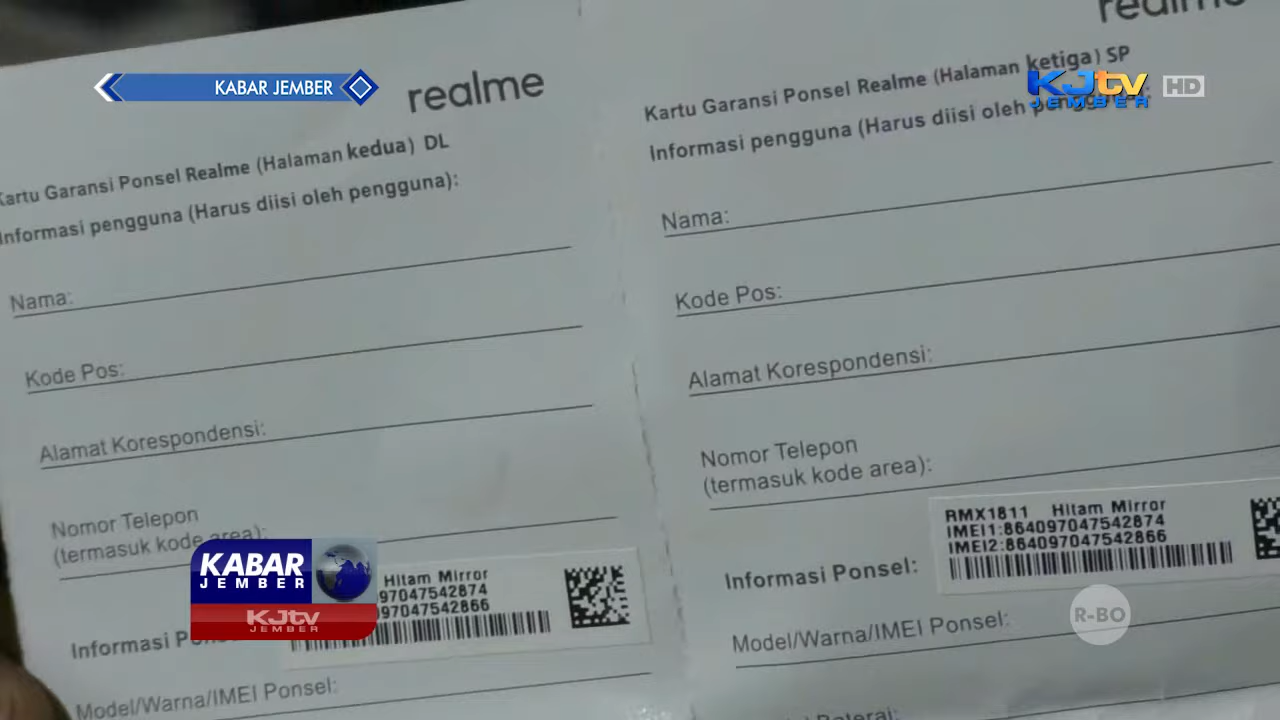 KABAR JEMBER
realme
Kartu Garansi Ponsel Realme (Halaman kedua) DL
Informasi pengguna (Harus diisi oleh pengguna):
Nama:
Kode Pos:
Alamat Korespondensi:
Nomor Telepon
(termasuk kode area):
Hitam Mirror
97047542874
97047542866
Informasi
Model/Warna/IMEI Ponsel:
realme
Kartu Garansi Ponsel Realme (Halaman ketiga) SP
Informasi pengguna (Harus diisi oleh
Nama:
Kode Pos:
Alamat Korespondensi:
Nomor Telepon
(termasuk kode area):
RMX1811 Hitam Mirror
IMEI1:864097047542874
IMEI2:864097047542866
Informasi Ponsel:
Model/Warna/IMEI Ponsel:
Baterai:
KJtv
JEMBER
HD
KABAR
JEMBER
KJtv
JEMBER
R-BO